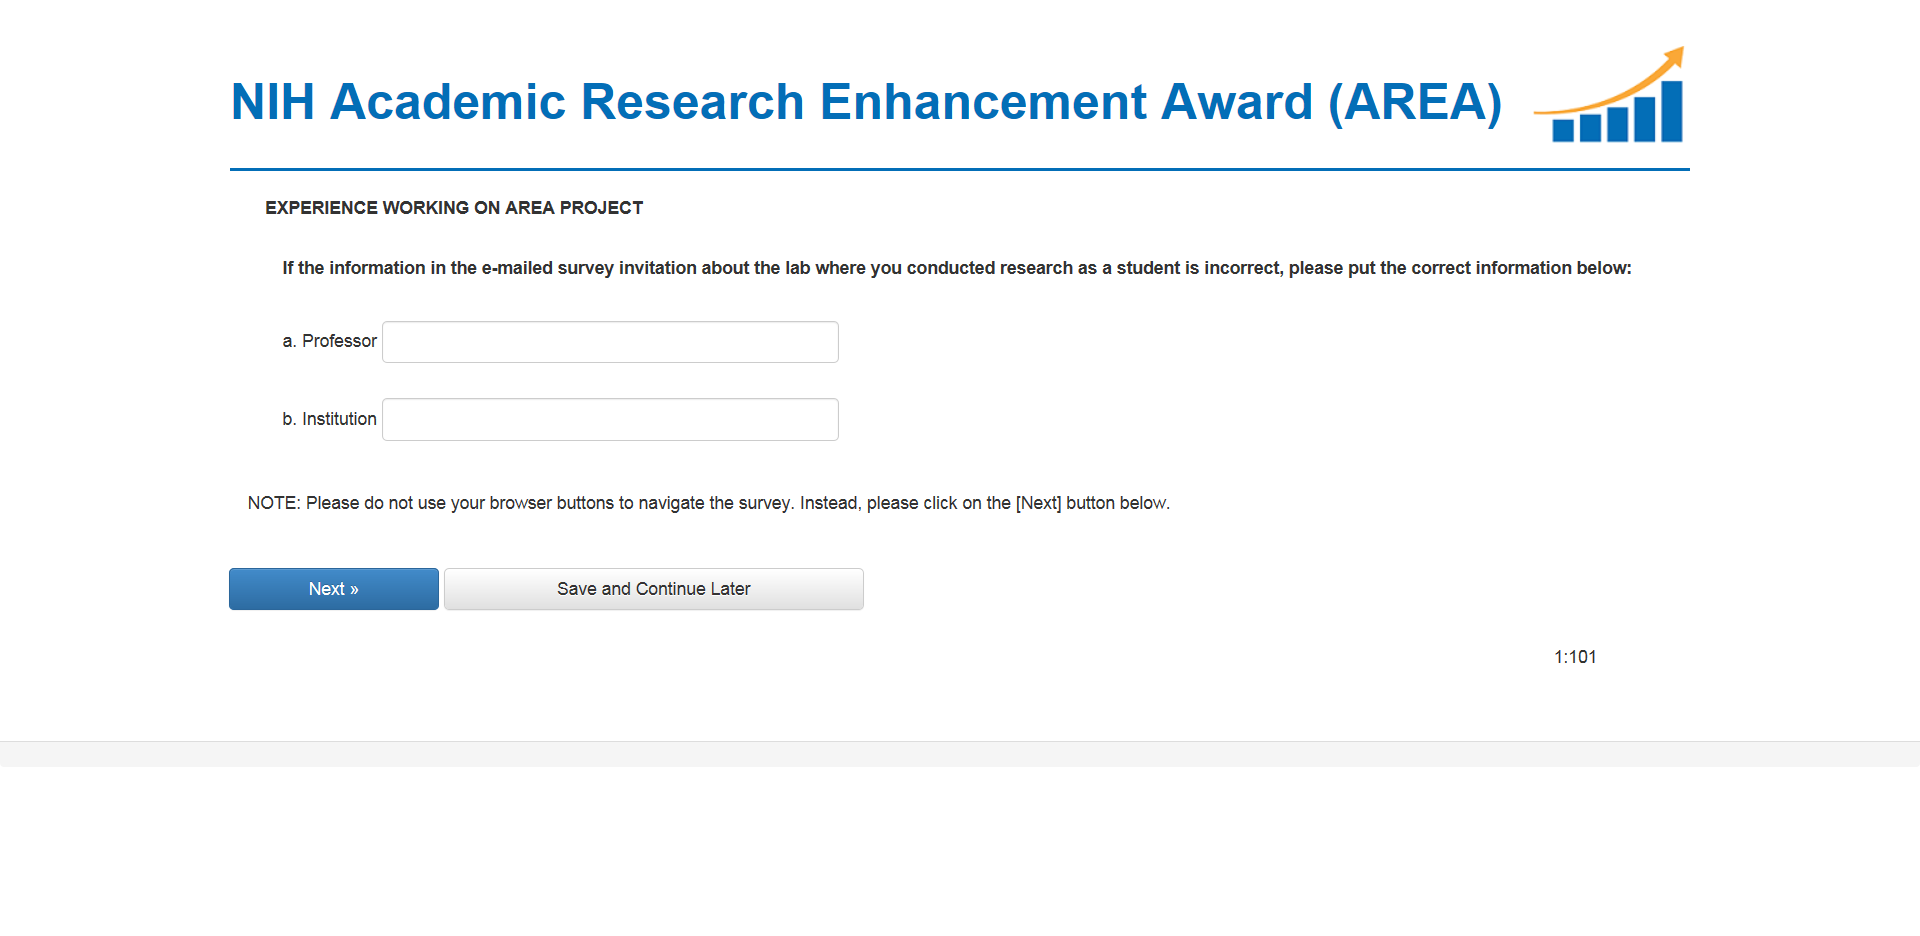 NIH Academic Research Enhancement Award (AREA)
EXPERIENCE WORKING ON AREA PROJECT
If the information in the e-mailed survey invitation about the lab where you conducted research as a student is incorrect, please put the correct information below:
a. Professor
b. Institution
NOTE: Please do not use your browser buttons to navigate the survey. Instead, please click on the [Next] button below.
Next »
Save and Continue Later
1:101